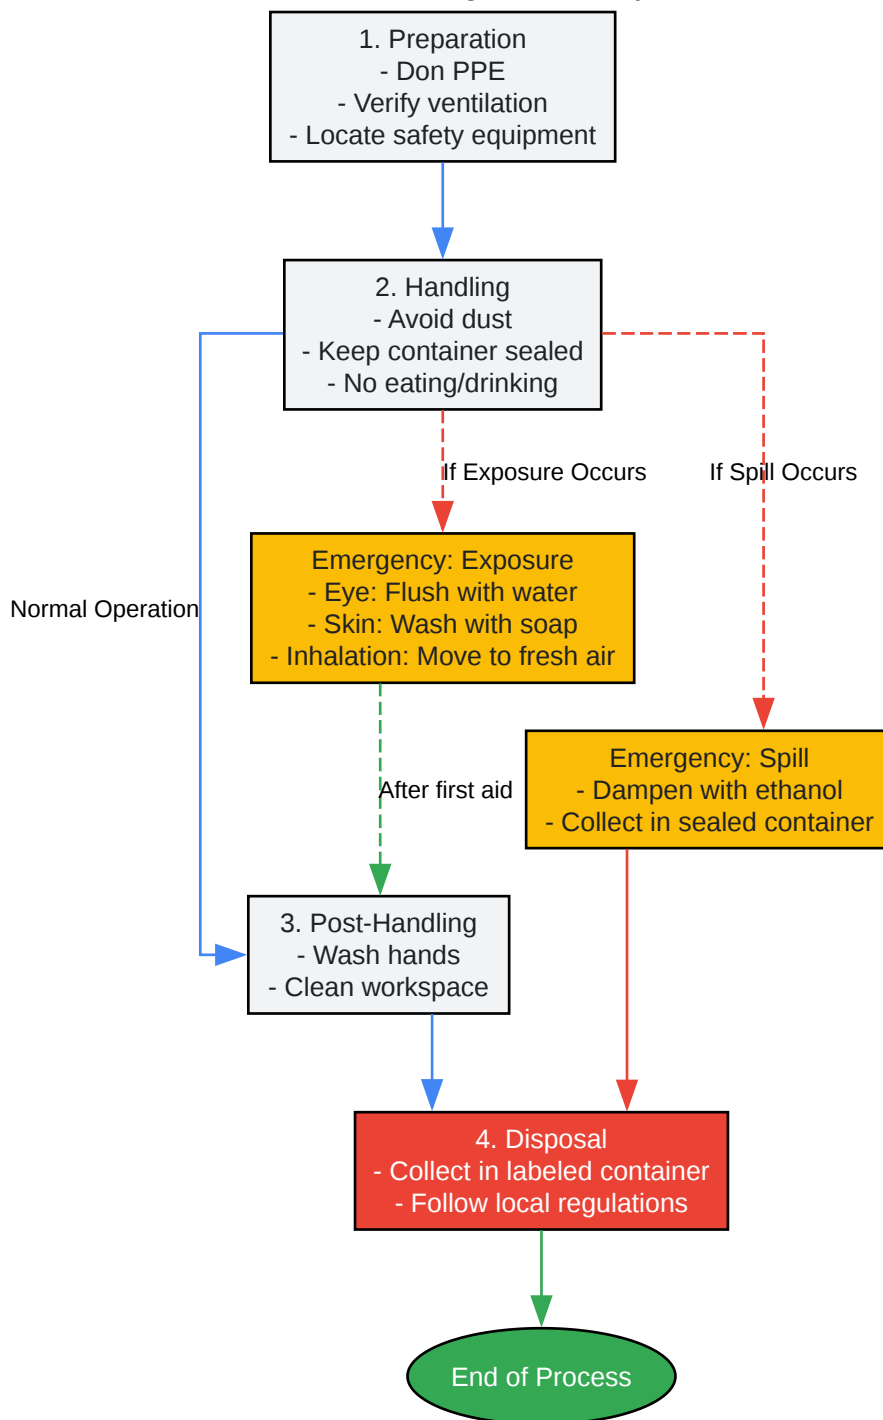 1. Preparation
- Don PPE
- Verify ventilation
- Locate safety equipment
2. Handling
- Avoid dust
- Keep container sealed
- No eating/drinking
If Exposure Occurs
If Spill Occurs
Emergency: Exposure
- Eye: Flush with water
- Skin: Wash with soap
- Inhalation: Move to fresh air
Normal Operation
Emergency: Spill
- Dampen with ethanol
- Collect in sealed container
After first aid
3. Post-Handling
- Wash hands
- Clean workspace
4. Disposal
- Collect in labeled container
- Follow local regulations
End of Process